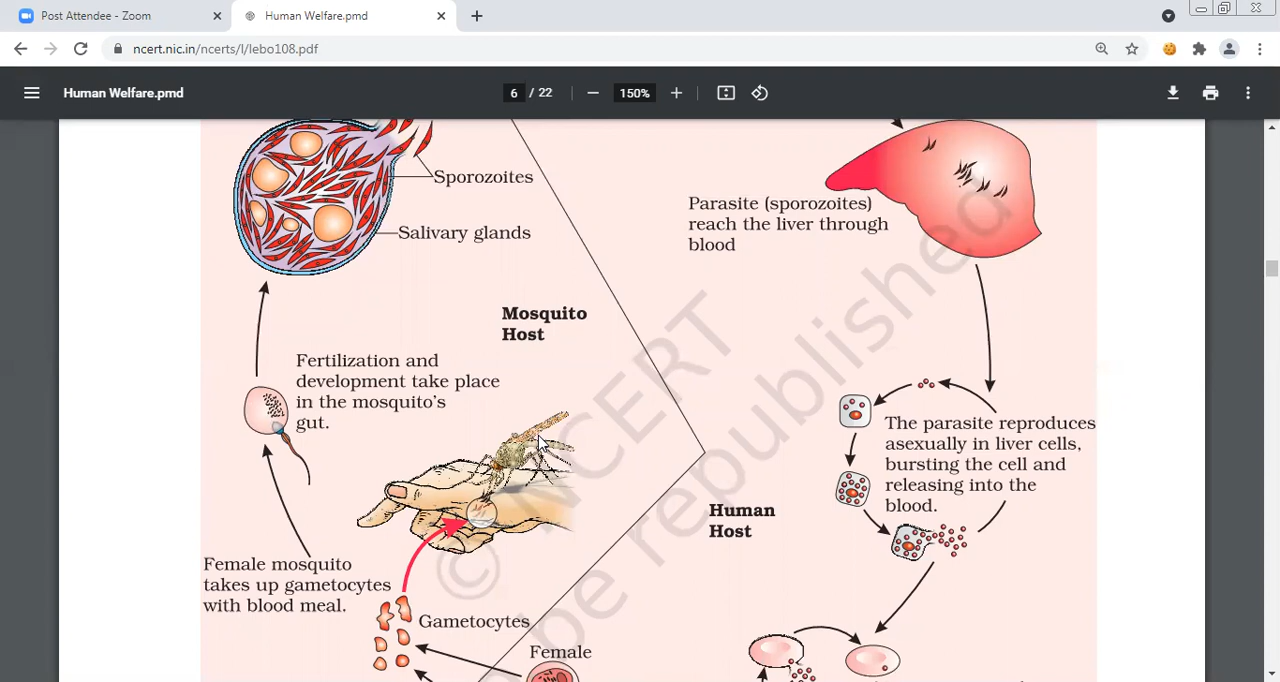 Post Attendee - Zoom
Human Welfare.pmd
ncert.nic.in/ncerts/l/lebo108.pdf
Human Welfare.pmd
6 / 22
150%
Sporozoites
Salivary glands
Parasite (sporozoites)
reach the liver through
blood
Mosquito
Host
Fertilization and
development take place
in the mosquito's
gut.
The parasite reproduces
asexually in liver cells,
bursting the cell and
releasing into the
blood.
Human
Host
Female mosquito
takes up gametocytes
with blood meal.
Gametocytes
Female
© NCERT
be republished